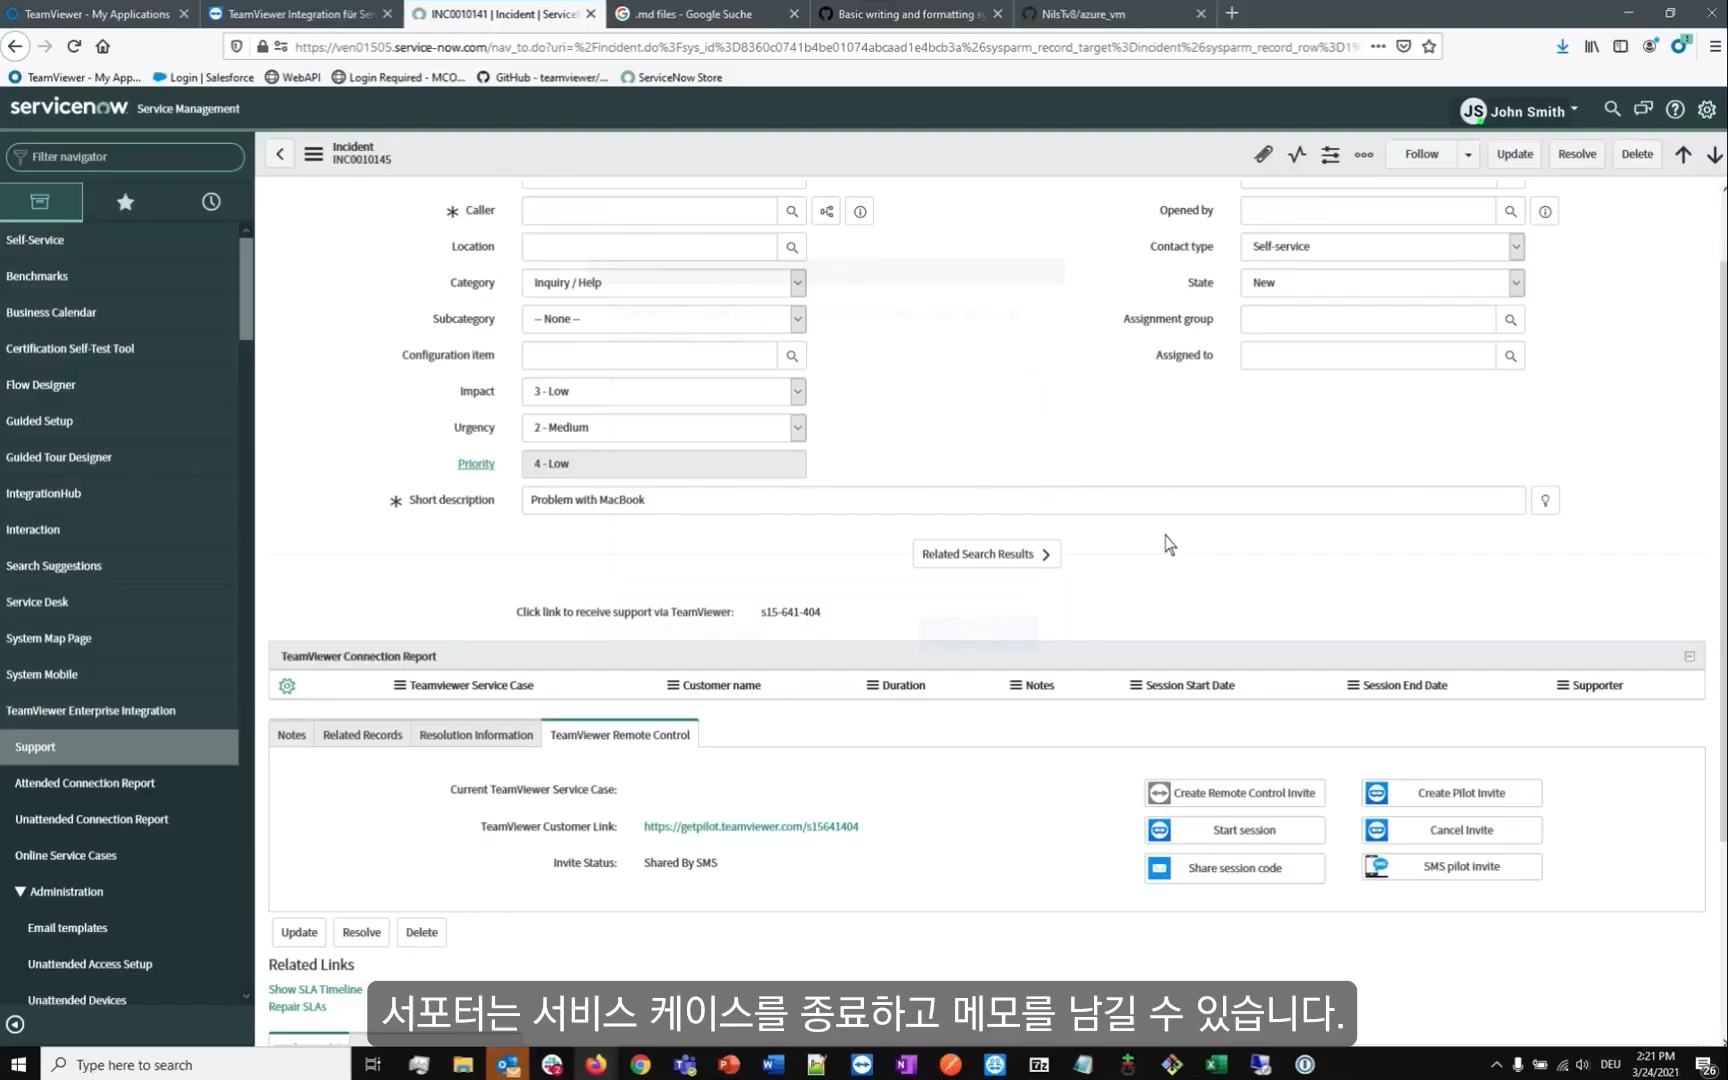 TeamViewer - My Applications
TeamViewer Integration für Ser
INC0010141 | Incident | Service
.md files - Google Suche
Basic writing and formatting sy
NilsTv8/azure_vm
https://ven01505.service-now.com/nav_to.do?uri=%2Fincident.do%3Fsys_id%3D8360c0741b4be01074abcaad1e4bcb3a%26sysparm_record_target%3Dincident%26sysparm_record_row%3D1%
TeamViewer - My App...
Login | Salesforce
WebAPI
Login Required - MCO...
GitHub - teamviewer/...
ServiceNow Store
servicenow Service Management
JS John Smith
Filter navigator
Incident
INC0010145
Follow
Update
Resolve
Delete
Self-Service
Benchmarks
Business Calendar
Certification Self-Test Tool
Flow Designer
Guided Setup
Guided Tour Designer
IntegrationHub
Interaction
Search Suggestions
Service Desk
System Map Page
System Mobile
TeamViewer Enterprise Integration
Support
Attended Connection Report
Unattended Connection Report
Online Service Cases
Administration
Email templates
Unattended Access Setup
Unattended Devices
* Caller
Location
Category Inquiry / Help
Subcategory -- None --
Configuration item
Impact 3 - Low
Urgency 2 - Medium
Priority 4 - Low
* Short description Problem with MacBook
Opened by
Contact type Self-service
State New
Assignment group
Assigned to
Related Search Results
Click link to receive support via TeamViewer: s15-641-404
TeamViewer Connection Report
Teamviewer Service Case Customer name Duration Notes Session Start Date Session End Date Supporter
Notes Related Records Resolution Information TeamViewer Remote Control
Current TeamViewer Service Case:
TeamViewer Customer Link: https://getpilot.teamviewer.com/s15641404
Invite Status: Shared By SMS
Create Remote Control Invite
Create Pilot Invite
Start session
Cancel Invite
Share session code
SMS pilot invite
Update Resolve Delete
Related Links
Show SLA Timeline
Repair SLAs
서포터는 서비스 케이스를 종료하고 메모를 남길 수 있습니다.
Type here to search
DEU
2:21 PM
3/24/2021
26